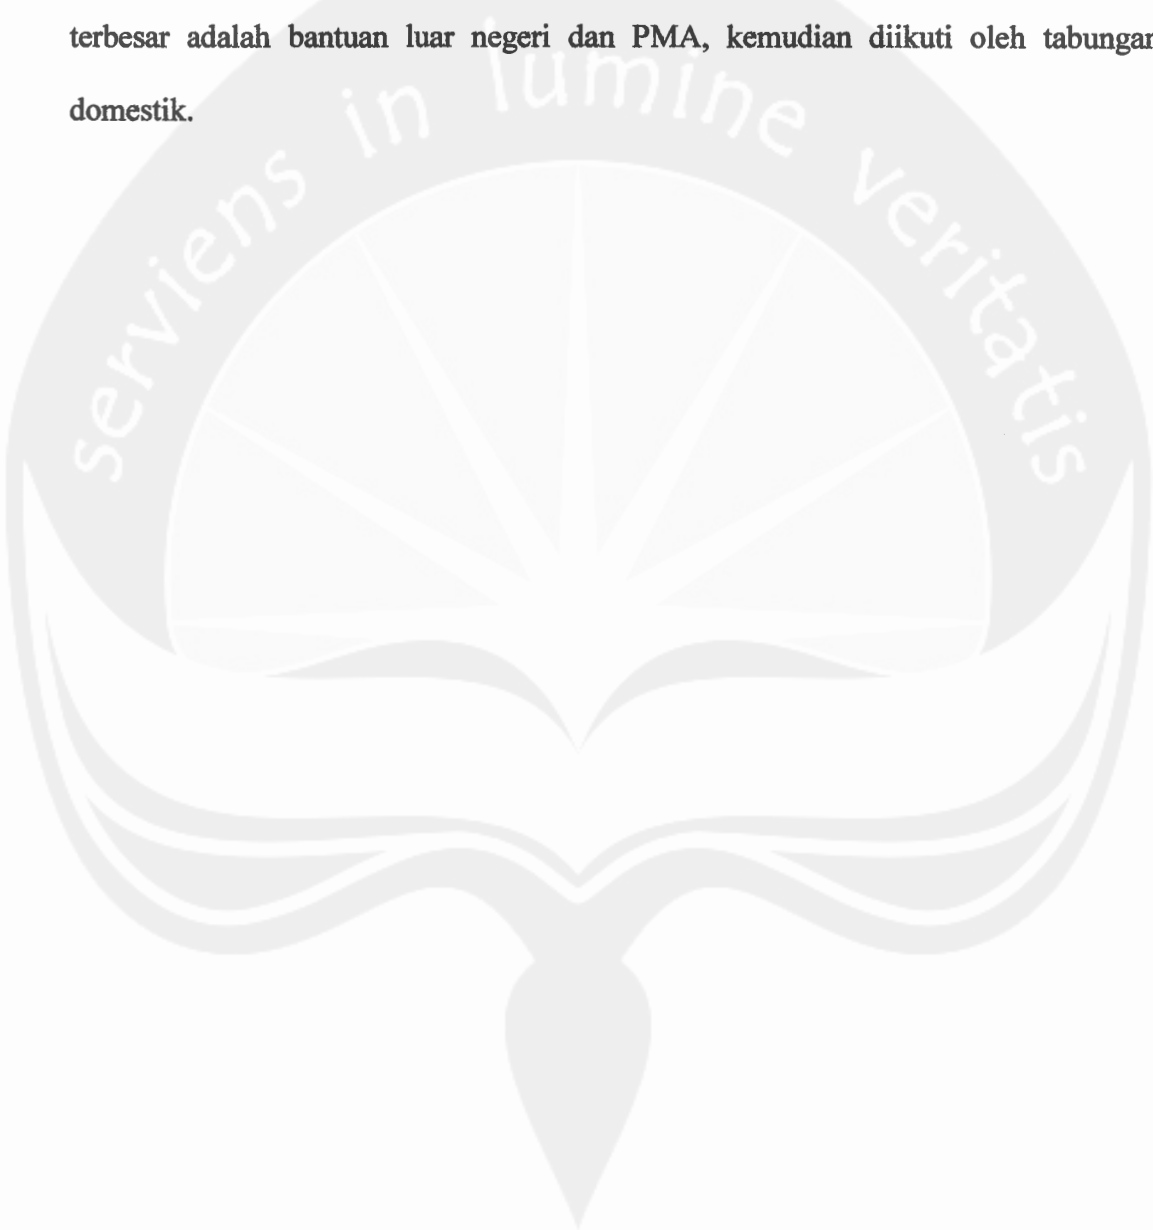 terbesar adalah bantuan luar negeri dan PMA, kemudian diikuti oleh tabungan
domestik.
serviens in lumine veritatis